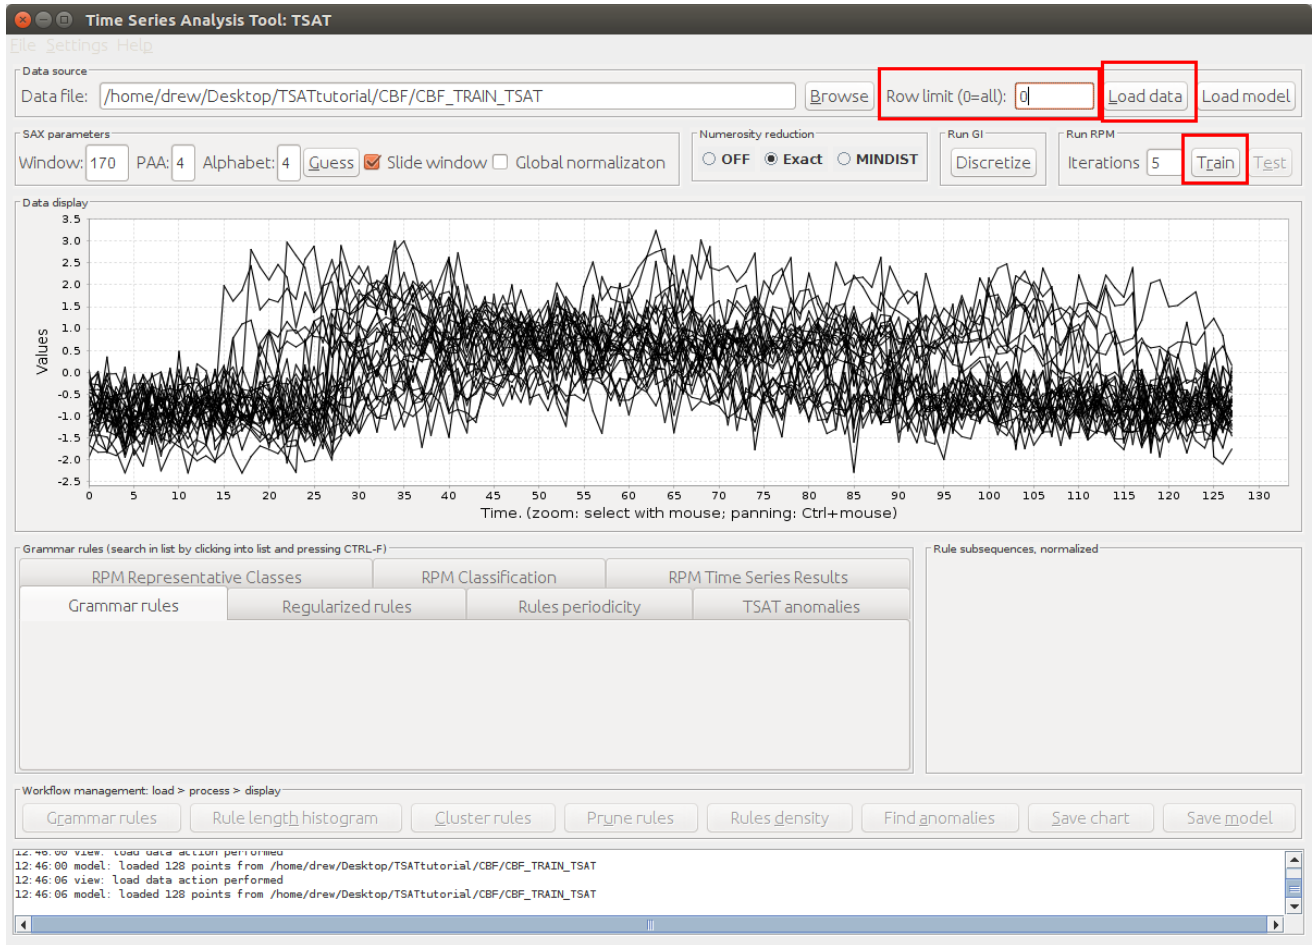 Time Series Analysis Tool: TSAT
File Settings Help
Data source
Data file: /home/drew/Desktop/TSATtutorial/CBF/CBF_TRAIN_TSAT Browse Row limit (0=all): 0 Load data Load model
SAX parameters Numerosity reduction Run GI Run RPM
Window: 170 PAA: 4 Alphabet: 4 Guess Slide window Global normalizaton OFF Exact MINDIST Discretize Iterations 5 Train Test
Data display
3.5
3.0
2.5
2.0
1.5
1.0
0.5
0.0
-0.5
-1.0
-1.5
-2.0
-2.5
Values
0 5 10 15 20 25 30 35 40 45 50 55 60 65 70 75 80 85 90 95 100 105 110 115 120 125 130
Time. (zoom: select with mouse; panning: Ctrl+mouse)
Grammar rules (search in list by clicking into list and pressing CTRL-F) Rule subsequences, normalized
RPM Representative Classes RPM Classification RPM Time Series Results
Grammar rules Regularized rules Rules periodicity TSAT anomalies
Workflow management: load > process > display
Grammar rules Rule length histogram Cluster rules Prune rules Rules density Find anomalies Save chart Save model
12:46:00 view: load data action performed
12:46:00 model: loaded 128 points from /home/drew/Desktop/TSATtutorial/CBF/CBF_TRAIN_TSAT
12:46:06 view: load data action performed
12:46:06 model: loaded 128 points from /home/drew/Desktop/TSATtutorial/CBF/CBF_TRAIN_TSAT